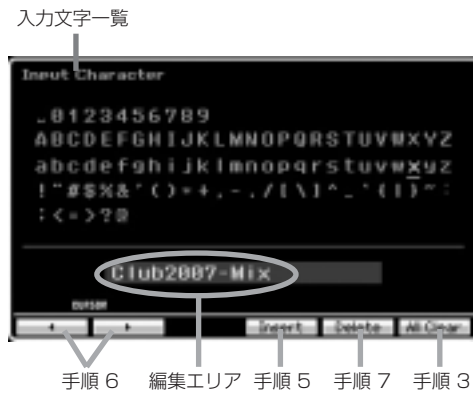 入力文字一覧
Input Character
_0123456789
ABCDEFGHIJKLMNOPQRSTUVWXYZ
abcdefghijklmnopqrstuvwxyz
!"#$%&'()*+,-./[\]^_`{|}~:
;<=>?@
Club2007-Mix
CURSOR
Insert Delete All Clear
手順 6 編集エリア 手順 5 手順 7 手順 3